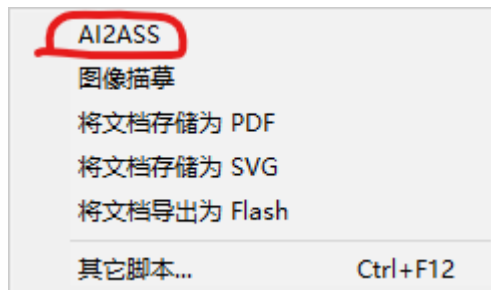 AI2ASS
图像描摹
将文档存储为 PDF
将文档存储为 SVG
将文档导出为 Flash
其它脚本... Ctrl+F12